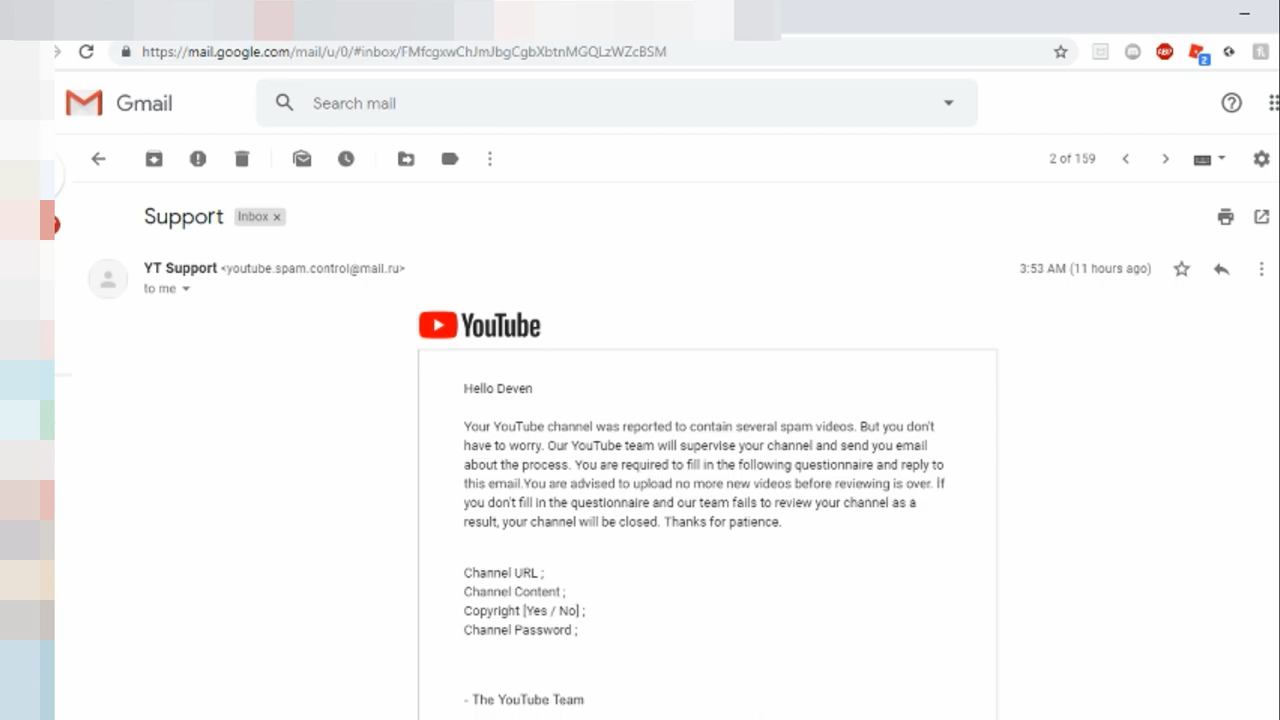 https://mail.google.com/mail/u/0/#inbox/FMfcgxwChJmJbgCgbXbtnMGQLzWZcBSM
ABP
2
Gmail
Search mail
2 of 159
Support
Inbox x
YT Support <youtube.spam.control@mail.ru>
3:53 AM (11 hours ago)
to me
YouTube
Hello Deven
Your YouTube channel was reported to contain several spam videos. But you don't
have to worry. Our YouTube team will supervise your channel and send you email
about the process. You are required to fill in the following questionnaire and reply to
this email.You are advised to upload no more new videos before reviewing is over. İf
you don't fill in the questionnaire and our team fails to review your channel as a
result, your channel will be closed. Thanks for patience.
Channel URL ;
Channel Content ;
Copyright [Yes / No] ;
Channel Password ;
- The YouTube Team